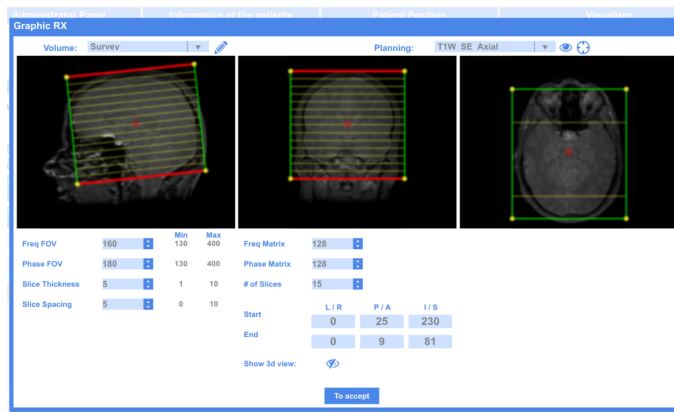 Administrator Panel Information of the patiente Patient Position Visualizer
Graphic RX
Volume: Survey Planning: T1W SE Axial
Min Max
Freq FOV 160 130 400 Freq Matrix 128
Phase FOV 180 130 400 Phase Matrix 128
Slice Thickness 5 1 10 # of Slices 15
Slice Spacing 5 0 10
L / R P / A I / S
Start 0 25 230
End 0 9 81
Show 3d view:
To accept